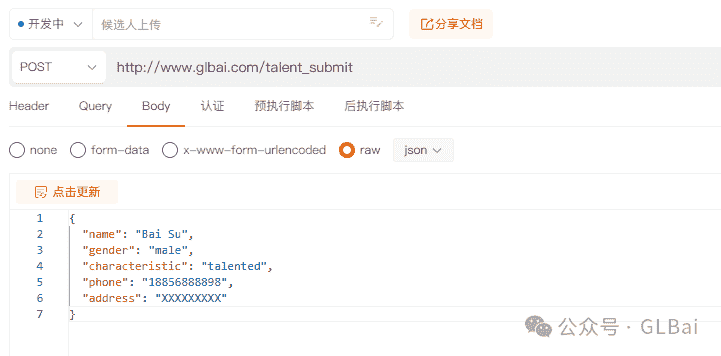 开发中 候选人上传 分享文档
POST http://www.glbai.com/talent_submit
Header Query Body 认证 预执行脚本 后执行脚本
none form-data x-www-form-urlencoded raw json
点击更新
1 {
2 "name": "Bai Su",
3 "gender": "male",
4 "characteristic": "talented",
5 "phone": "18856888898",
6 "address": "XXXXXXXXX"
7 }
公众号 · GLBai